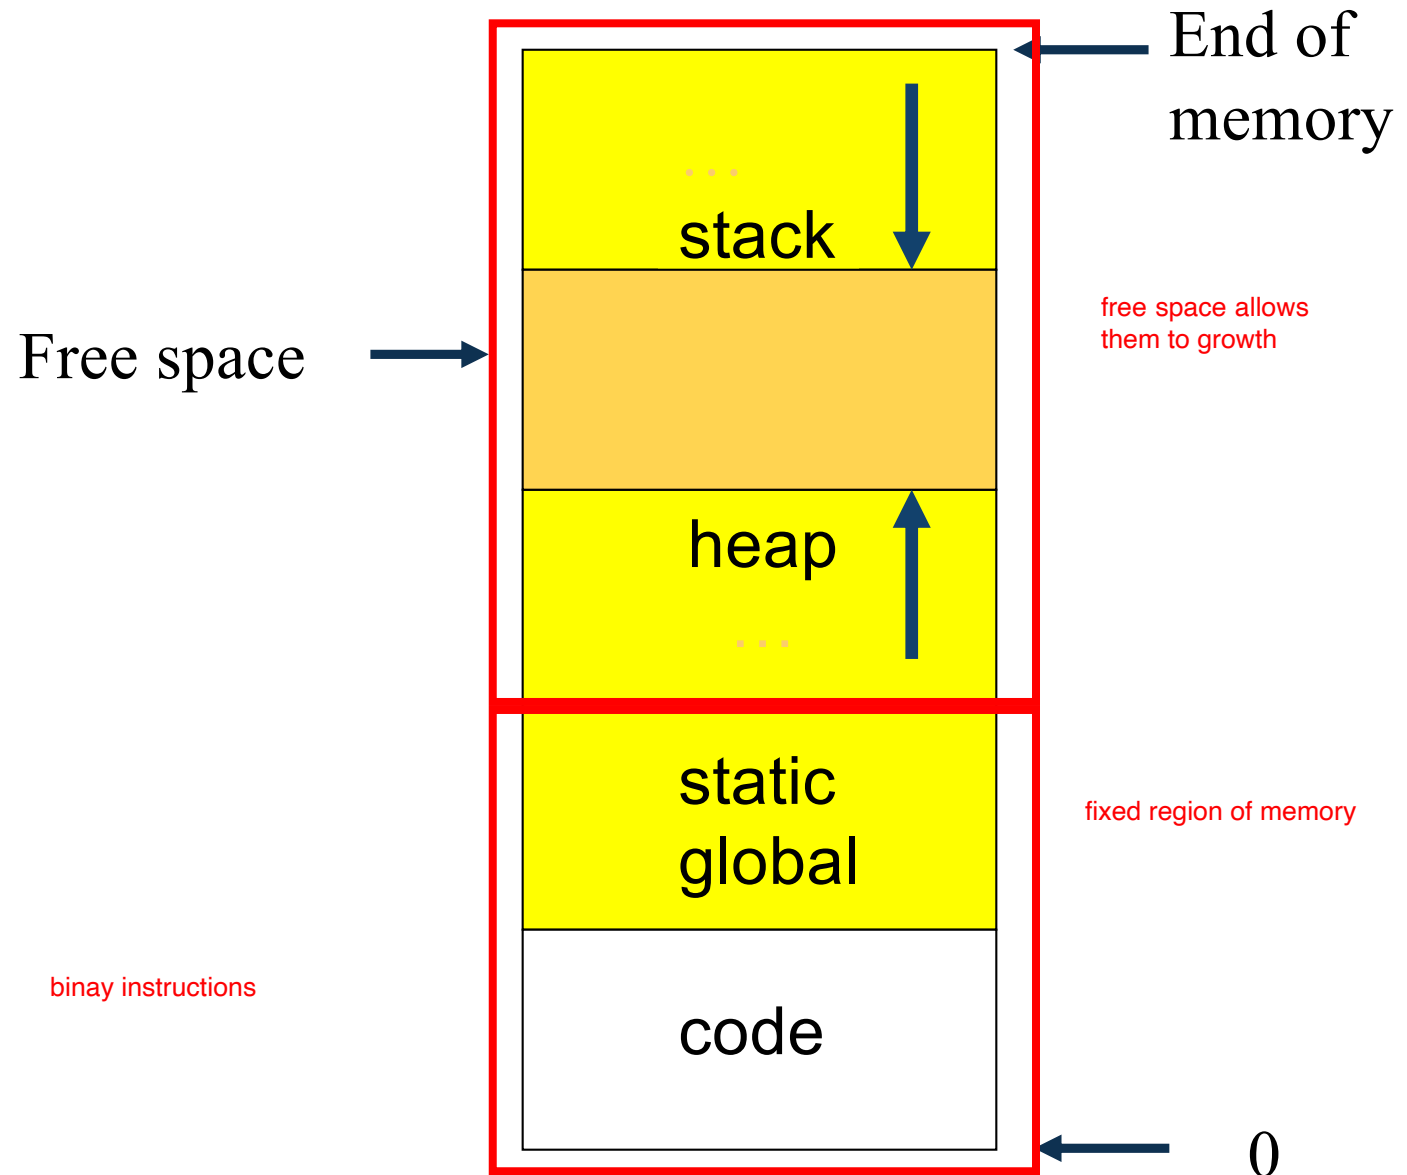 End of
memory
...
stack
free space allows
them to growth
Free space
heap
...
static
global
fixed region of memory
binay instructions
code
0